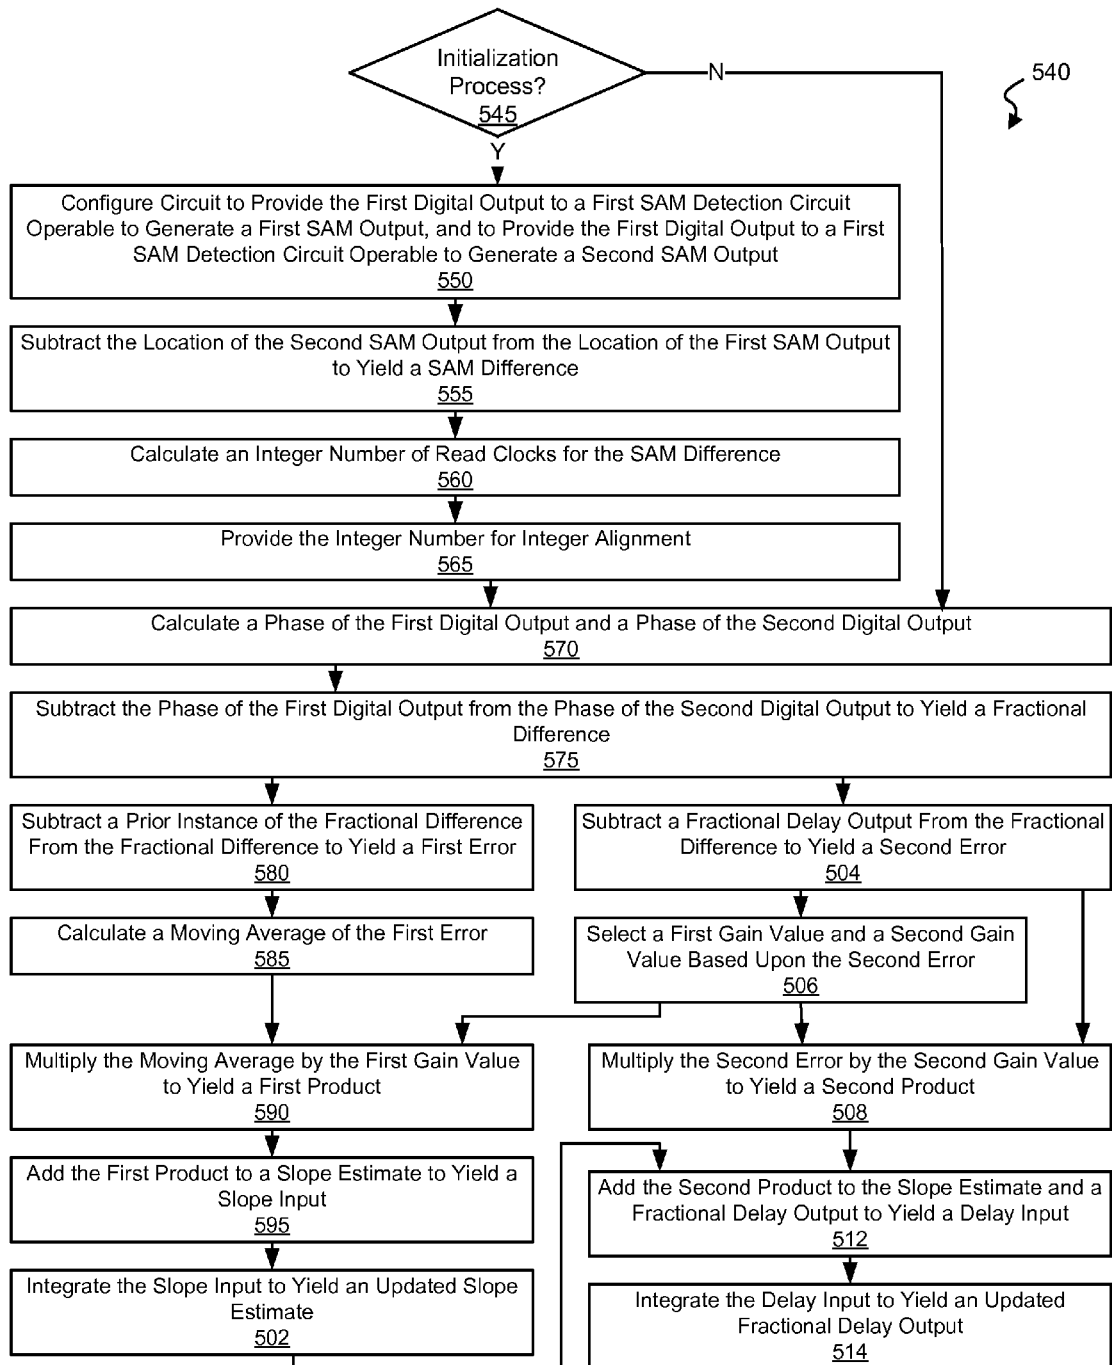 Initialization
Process?
545
N
540
Y
Configure Circuit to Provide the First Digital Output to a First SAM Detection Circuit
Operable to Generate a First SAM Output, and to Provide the First Digital Output to a First
SAM Detection Circuit Operable to Generate a Second SAM Output
550
Subtract the Location of the Second SAM Output from the Location of the First SAM Output
to Yield a SAM Difference
555
Calculate an Integer Number of Read Clocks for the SAM Difference
560
Provide the Integer Number for Integer Alignment
565
Calculate a Phase of the First Digital Output and a Phase of the Second Digital Output
570
Subtract the Phase of the First Digital Output from the Phase of the Second Digital Output to Yield a Fractional
Difference
575
Subtract a Prior Instance of the Fractional Difference
From the Fractional Difference to Yield a First Error
580
Subtract a Fractional Delay Output From the Fractional
Difference to Yield a Second Error
504
Calculate a Moving Average of the First Error
585
Select a First Gain Value and a Second Gain
Value Based Upon the Second Error
506
Multiply the Moving Average by the First Gain Value
to Yield a First Product
590
Multiply the Second Error by the Second Gain Value
to Yield a Second Product
508
Add the First Product to a Slope Estimate to Yield a
Slope Input
595
Add the Second Product to the Slope Estimate and a
Fractional Delay Output to Yield a Delay Input
512
Integrate the Slope Input to Yield an Updated Slope
Estimate
502
Integrate the Delay Input to Yield an Updated
Fractional Delay Output
514